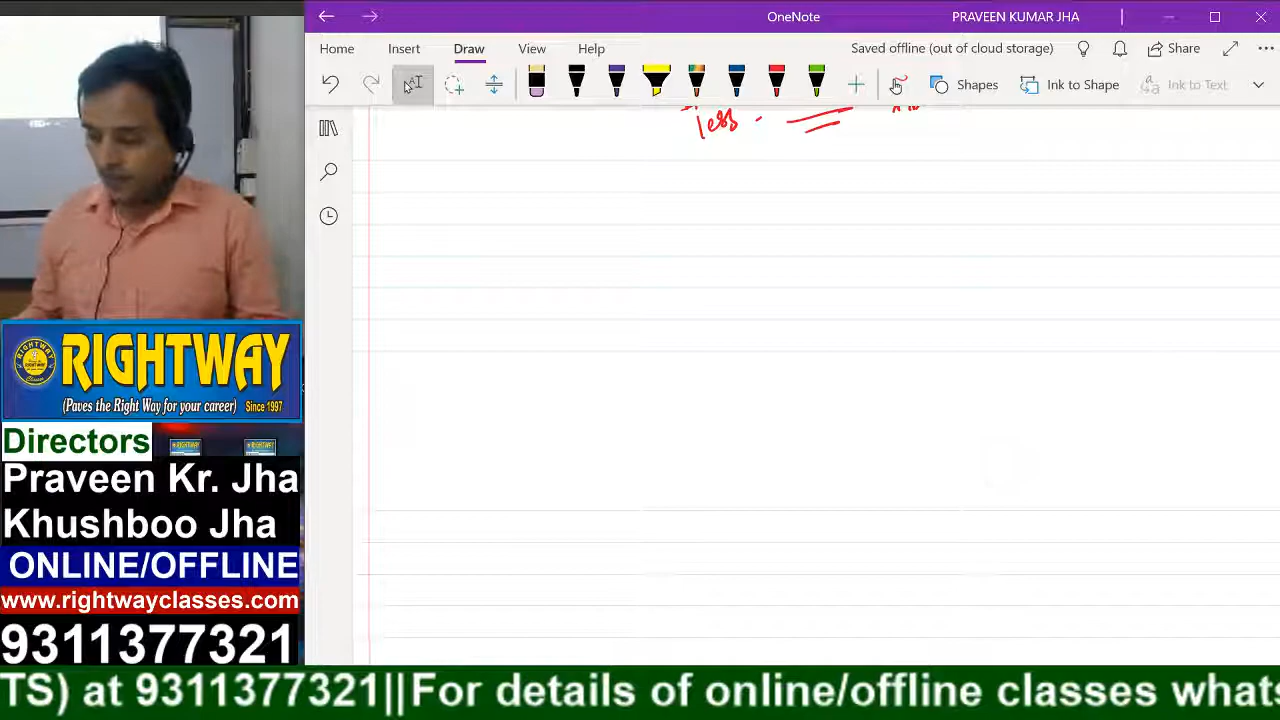 OneNote
PRAVEEN KUMAR JHA
Home
Insert
Draw
View
Help
Saved offline (out of cloud storage)
Share
Shapes
Ink to Shape
Ink to Text
less
RIGHTWAY
(Paves the Right Way for your career) Since 1997
Directors
Praveen Kr. Jha
Khushboo Jha
ONLINE/OFFLINE
www.rightwayclasses.com
9311377321
TS) at 9311377321||For details of online/offline classes whats